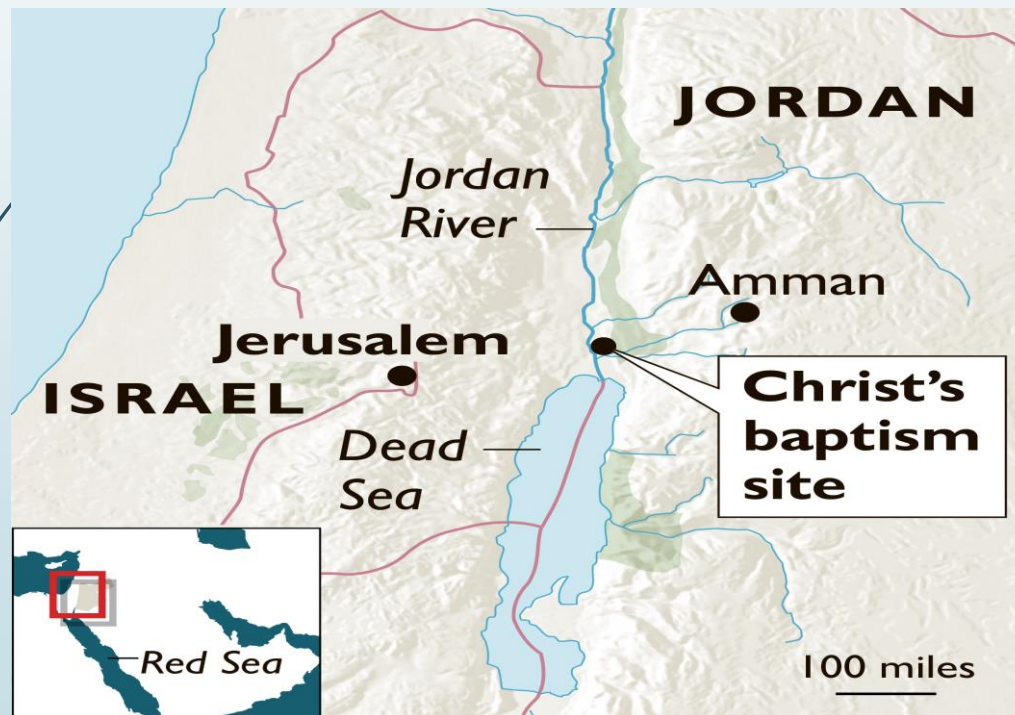 JORDAN
Jordan
River
Amman
Jerusalem
ISRAEL
Christ's
baptism
site
Dead
Sea
Red Sea
100 miles